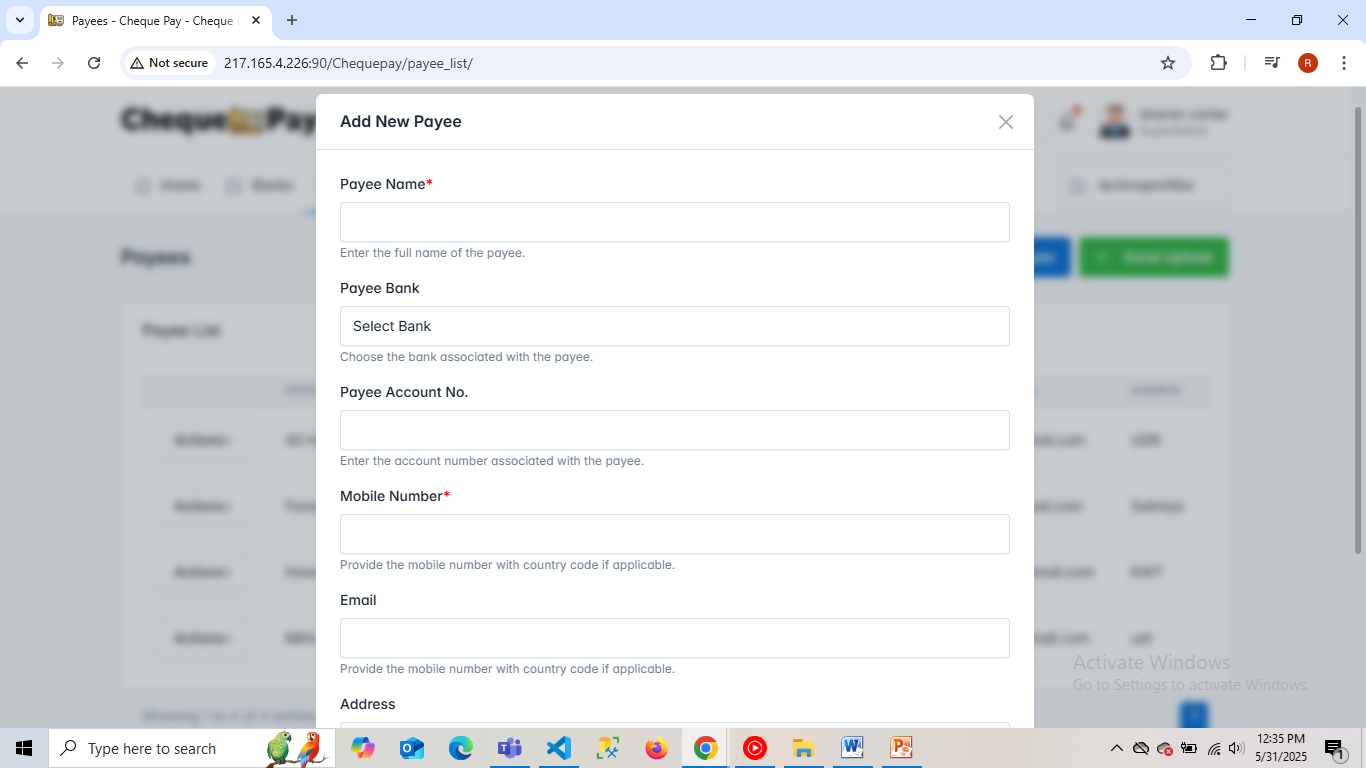 Payees - Cheque Pay - Cheque
Not secure
217.165.4.226:90/Chequepay/payee_list/
R
Cheque Pay
Add New Payee
sharon carter
Home
Banks
technoprofiles
Payee Name*
Enter the full name of the payee.
Payees
Excel Upload
Payee Bank
Select Bank
Choose the bank associated with the payee.
Payee List
Payee Account No.
Enter the account number associated with the payee.
Actions
Actions
Actions
Actions
Mobile Number*
Provide the mobile number with country code if applicable.
Email
Provide the mobile number with country code if applicable.
Address
Activate Windows
Go to Settings to activate Windows.
Type here to search
12:35 PM
5/31/2025
1